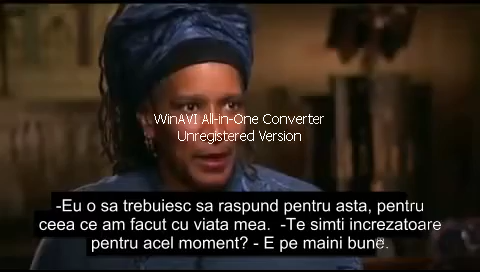 WinAVI All-in-One Converter
Unregistered Version
-Eu o sa trebuiesc sa raspund pentru asta, pentru
ceea ce am facut cu viata mea. -Te simti increzatoare
pentru acel moment? - E pe maini bune.